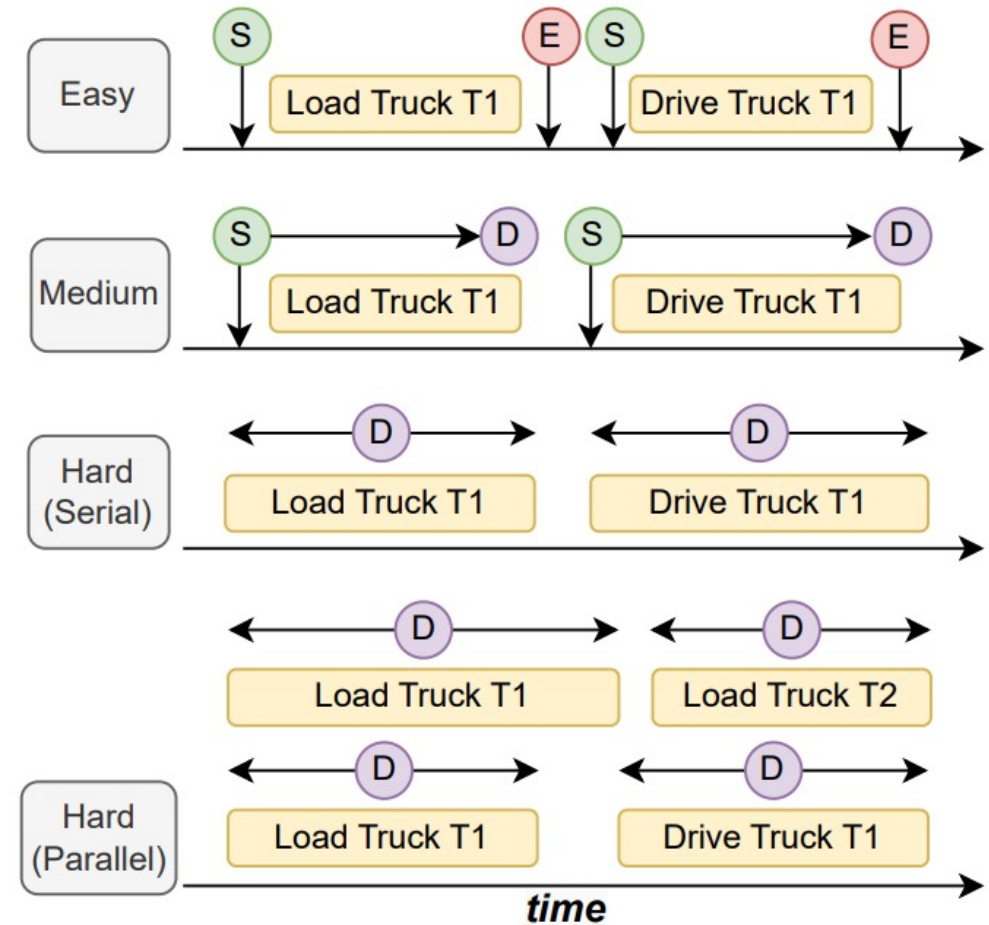 S
E
S
E
Easy
Load Truck T1
Drive Truck T1
S
D
S
D
Medium
Load Truck T1
Drive Truck T1
D
D
Hard
(Serial)
Load Truck T1
Drive Truck T1
D
D
Load Truck T1
Load Truck T2
D
D
Hard
(Parallel)
Load Truck T1
Drive Truck T1
time